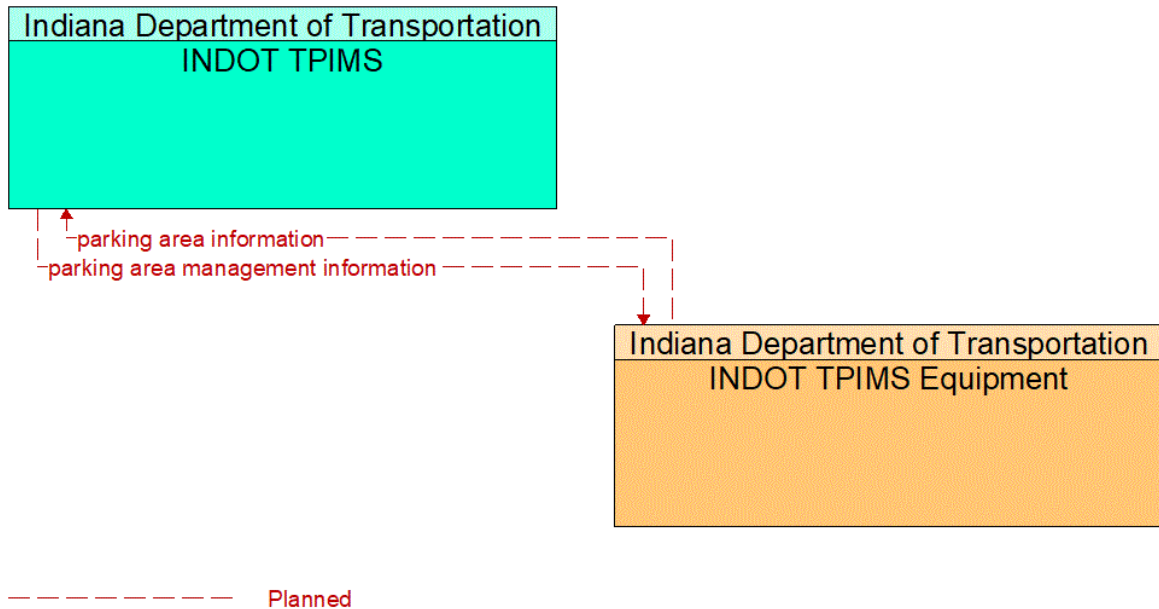 Indiana Department of Transportation
INDOT TPIMS
parking area information
parking area management information
Indiana Department of Transportation
INDOT TPIMS Equipment
Planned